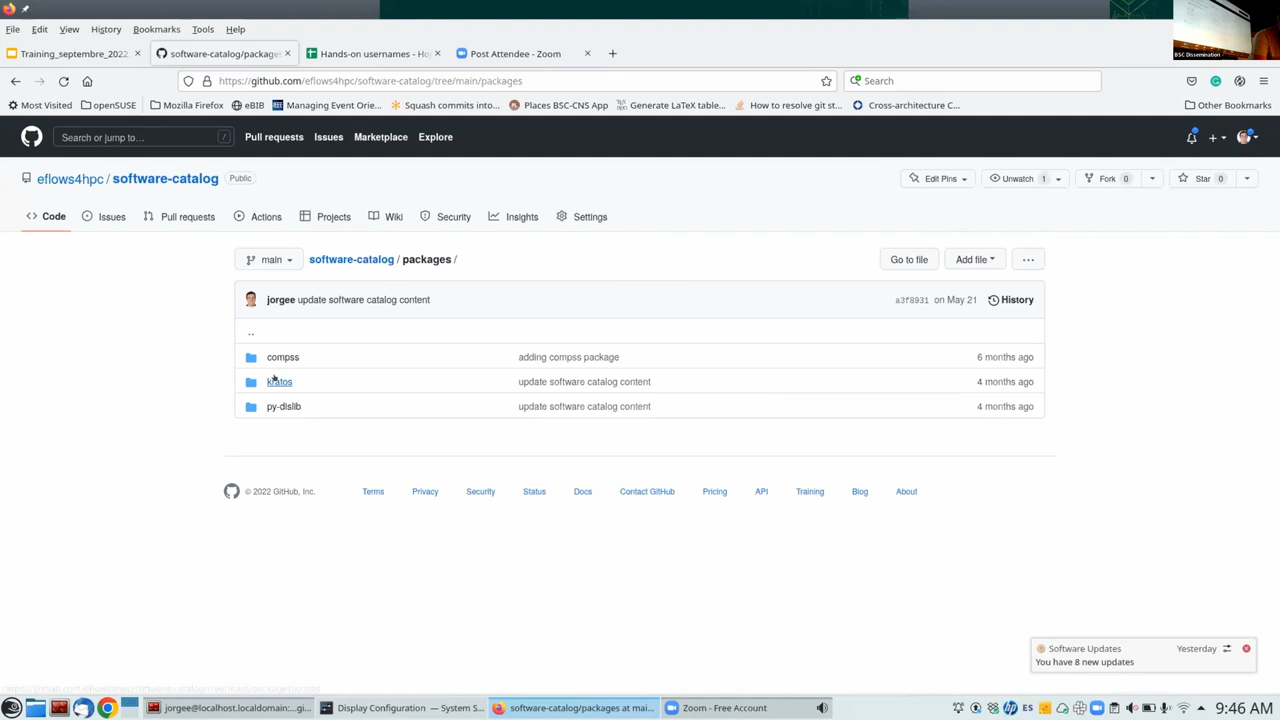 File Edit View History Bookmarks Tools Help
BSC Dissemination
Training_septembre_2022. software-catalog/packages Hands-on usernames - Ho Post Attendee - Zoom
https://github.com/eflows4hpc/software-catalog/tree/main/packages Search
Most Visited openSUSE Mozilla Firefox eBIB Managing Event Orie... Squash commits into... Places BSC-CNS App Generate LaTeX table... How to resolve git st... Cross-architecture C... Other Bookmarks
Search or jump to... / Pull requests Issues Marketplace Explore
eflows4hpc / software-catalog Public Edit Pins Unwatch 1 Fork 0 Star 0
Code Issues Pull requests Actions Projects Wiki Security Insights Settings
main software-catalog / packages / Go to file Add file ...
jorgee update software catalog content a3f8931 on May 21 History
..
compss adding compss package 6 months ago
kratos update software catalog content 4 months ago
py-dislib update software catalog content 4 months ago
© 2022 GitHub, Inc. Terms Privacy Security Status Docs Contact GitHub Pricing API Training Blog About
Software Updates Yesterday
You have 8 new updates
jorgee@localhost.localdomain:...gi... Display Configuration — System S... software-catalog/packages at mai... Zoom - Free Account ES 9:46 AM